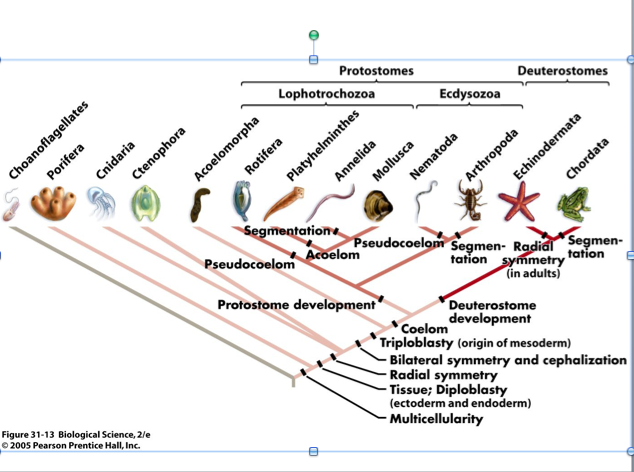 Protostomes
Deuterostomes
Lophotrochozoa
Ecdysozoa
Choanoflagellates
Porifera
Cnidaria
Ctenophora
Acoelomorpha
Rotifera
Platyhelminthes
Annelida
Mollusca
Nematoda
Arthropoda
Echinodermata
Chordata
Segmentation
Pseudocoelom
Acoelom
Pseudocoelom
Segmen-
tation
Radial
symmetry
(in adults)
Segmen-
tation
Protostome development
Deuterostome
development
Coelom
Triploblasty (origin of mesoderm)
Bilateral symmetry and cephalization
Radial symmetry
Tissue; Diploblasty
(ectoderm and endoderm)
Multicellularity
Figure 31-13 Biological Science, 2/e
© 2005 Pearson Prentice Hall, Inc.